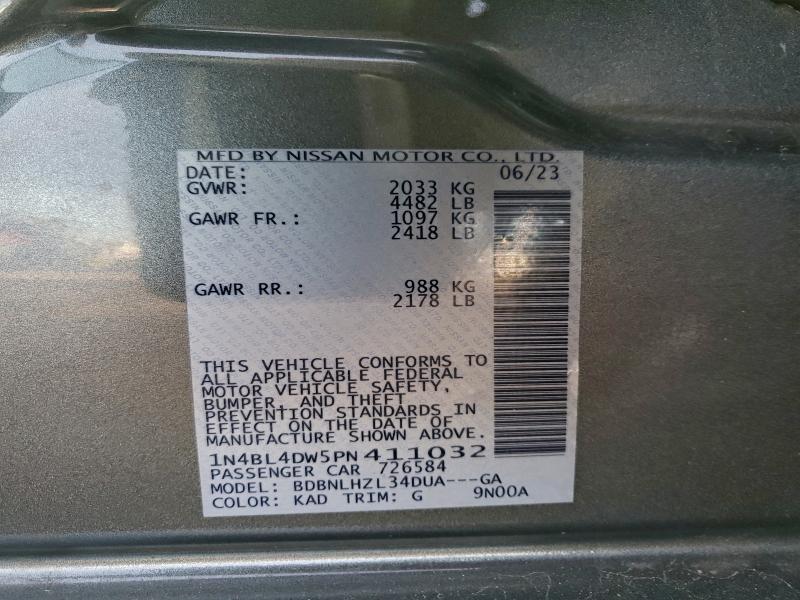 MFD BY NISSAN MOTOR CO., LTD.
DATE: 06/23
GVWR: 2033 KG
4482 LB
GAWR FR.: 1097 KG
2418 LB
GAWR RR.: 988 KG
2178 LB
THIS VEHICLE CONFORMS TO
ALL APPLICABLE FEDERAL
MOTOR VEHICLE SAFETY,
BUMPER, AND THEFT
PREVENTION STANDARDS IN
EFFECT ON THE DATE OF
MANUFACTURE SHOWN ABOVE.
1N4BL4DW5PN411032
PASSENGER CAR 726584
MODEL: BDBNLHZL34DUA---GA
COLOR: KAD TRIM: G 9N00A